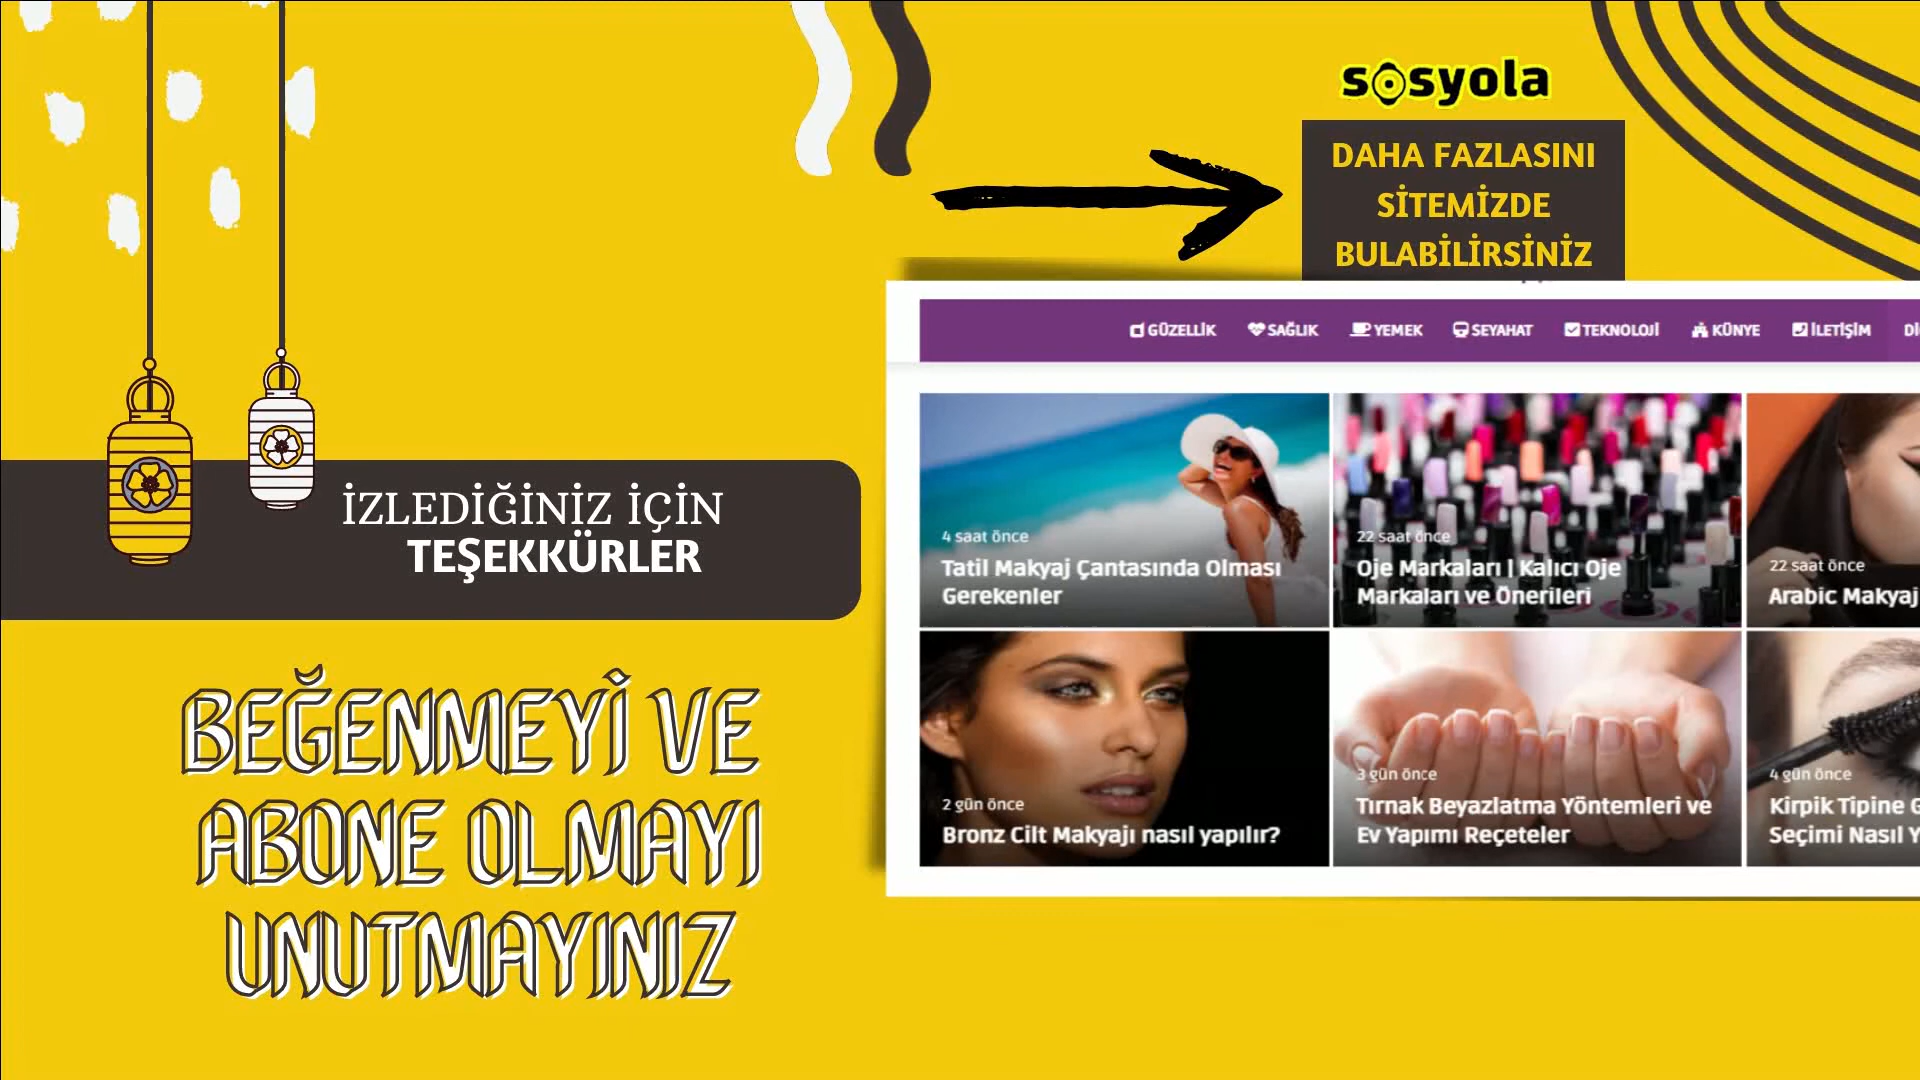 sosyola
DAHA FAZLASINI
SİTEMİZDE
BULABİLİRSİNİZ
GÜZELLİK SAĞLIK YEMEK SEYAHAT TEKNOLOJİ KÜNYE İLETİŞİM
4 saat önce
Tatil Makyaj Çantasında Olması
Gerekenler
22 saat önce
Oje Markaları | Kalıcı Oje
Markaları ve Önerileri
22 saat önce
Arabic Makyaj
2 gün önce
Bronz Cilt Makyajı nasıl yapılır?
3 gün önce
Tırnak Beyazlatma Yöntemleri ve
Ev Yapımı Reçeteler
4 gün önce
Kirpik Tipine
Seçimi Nasıl
İZLEDİĞİNİZ İÇİN
TEŞEKKÜRLER
BEĞENMEYİ VE
ABONE OLMAYI
UNUTMAYINIZ